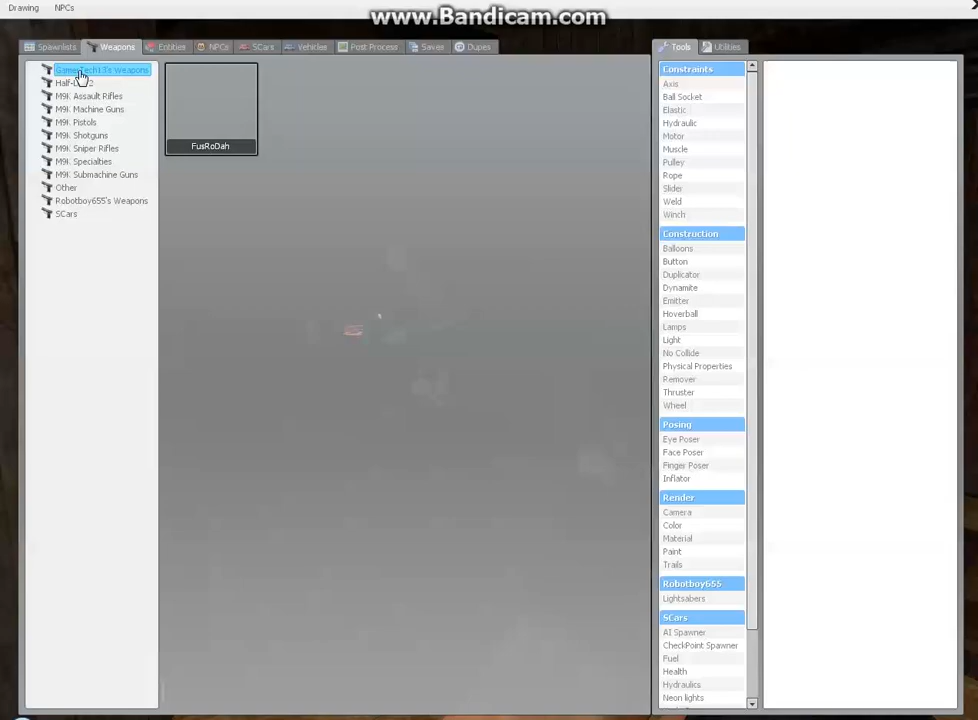 Drawing NPCs
www.Bandicam.com
Spawnlists Weapons Entities NPCs SCars Vehicles Post Process Saves Dupes
Tools Utilities
M9K Assault Rifles
M9K Machine Guns
M9K Pistols
M9K Shotguns
M9K Sniper Rifles
M9K Specialties
M9K Submachine Guns
Other
Robotboy655's Weapons
SCars
FusRoDah
Constraints
Axis
Ball Socket
Elastic
Hydraulic
Motor
Muscle
Pulley
Rope
Slider
Weld
Winch
Construction
Balloons
Button
Duplicator
Dynamite
Emitter
Hoverball
Lamps
Light
No Collide
Physical Properties
Remover
Thruster
Wheel
Posing
Eye Poser
Face Poser
Finger Poser
Inflator
Render
Camera
Color
Material
Paint
Trails
Robotboy655
Lightsabers
SCars
AI Spawner
CheckPoint Spawner
Fuel
Health
Hydraulics
Neon lights